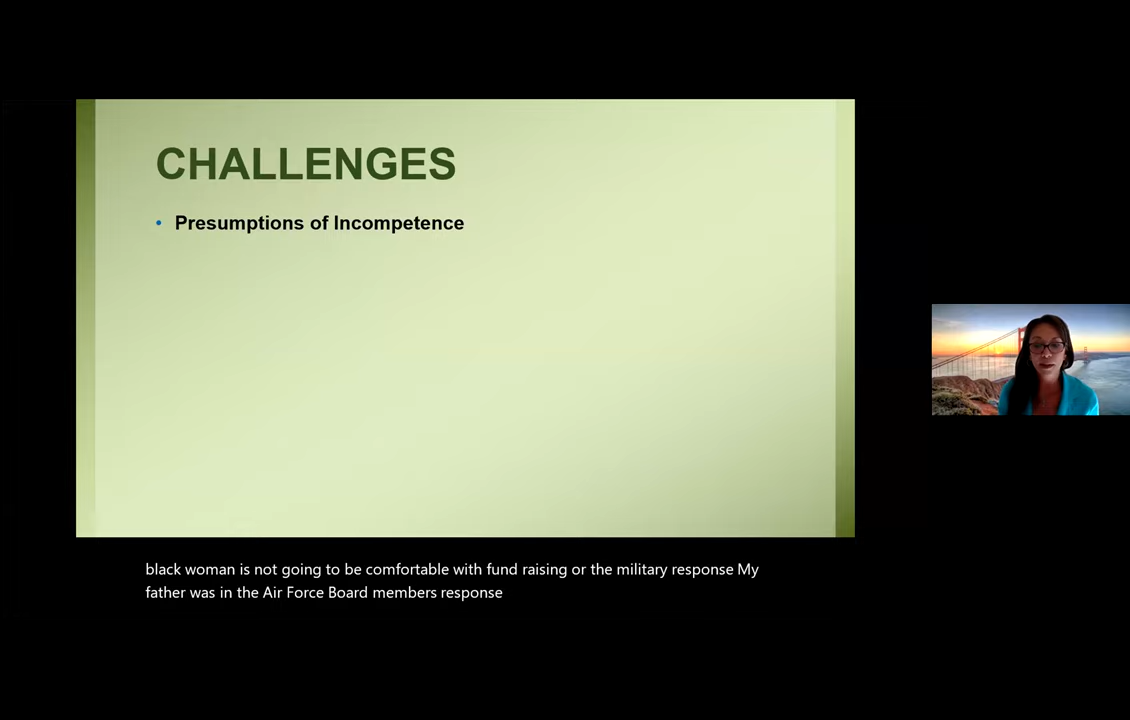 CHALLENGES
• Presumptions of Incompetence
black woman is not going to be comfortable with fund raising or the military response My
father was in the Air Force Board members response